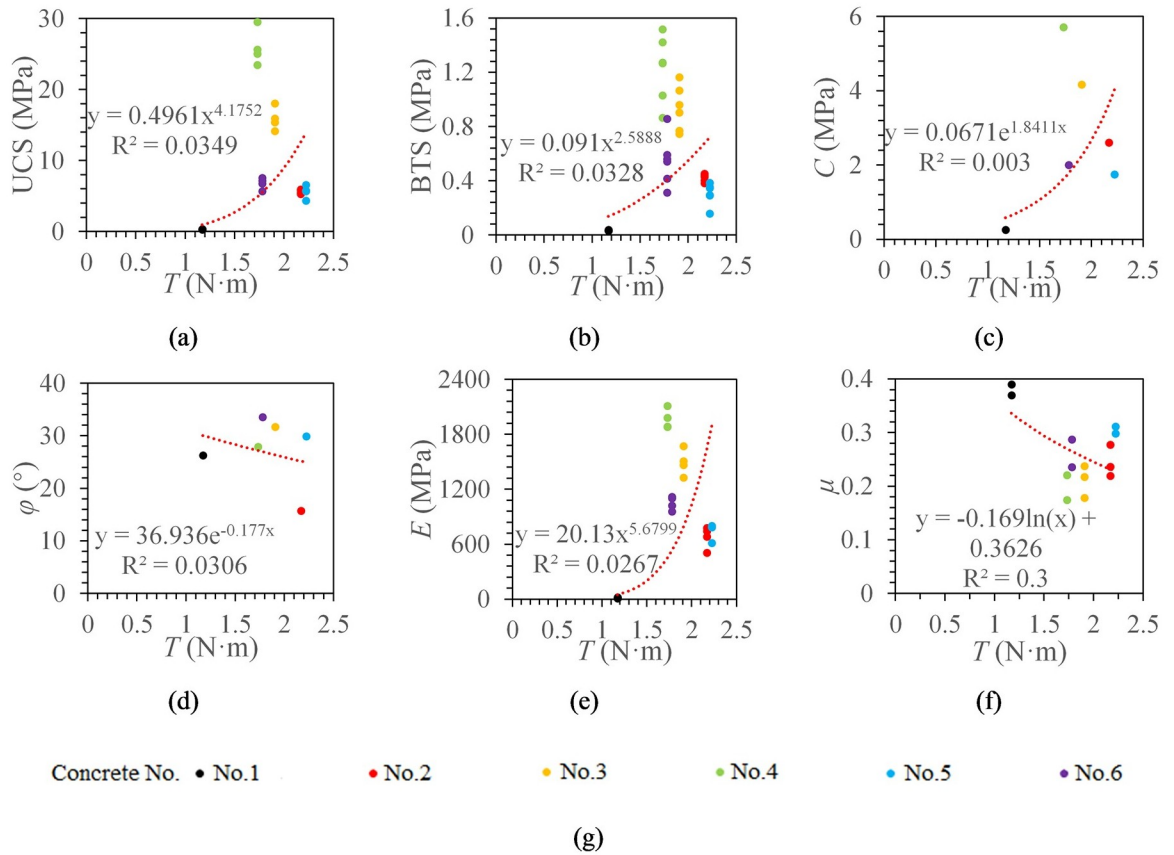 UCS (MPa)
30
20
10
0
y = 0.4961x^4.1752
R² = 0.0349
0 0.5 1 1.5 2 2.5
T (N·m)
(a)
BTS (MPa)
1.6
1.2
0.8
0.4
0
y = 0.091x^2.5888
R² = 0.0328
0 0.5 1 1.5 2 2.5
T (N·m)
(b)
C (MPa)
6
4
2
0
y = 0.0671e^1.8411x
R² = 0.003
0 0.5 1 1.5 2 2.5
T (N·m)
(c)
φ (°)
40
30
20
10
0
y = 36.936e^-0.177x
R² = 0.0306
0 0.5 1 1.5 2 2.5
T (N·m)
(d)
E (MPa)
2400
1800
1200
600
0
y = 20.13x^5.6799
R² = 0.0267
0 0.5 1 1.5 2 2.5
T (N·m)
(e)
μ
0.4
0.3
0.2
0.1
0
y = -0.169ln(x) +
0.3626
R² = 0.3
0 0.5 1 1.5 2 2.5
T (N·m)
(f)
Concrete No. No.1 No.2 No.3 No.4 No.5 No.6
(g)